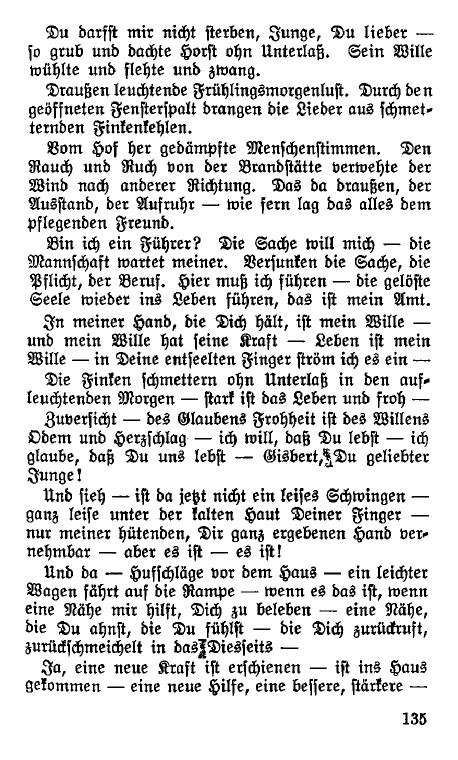 Du darfst mir nicht sterben, Junge, Du lieber —
so grub und dachte Horst ohn Unterlaß. Sein Wille
wühlte und flehte und zwang.
Draußen leuchtende Frühlingsmorgenlust. Durch den
geöffneten Fensterspalt drangen die Lieder aus schmet-
ternden Finkenkehlen.
Vom Hof her gedämpfte Menschenstimmen. Den
Rauch und Ruch von der Brandstätte verwehte der
Wind nach anderer Richtung. Das da draußen, der
Ausstand, der Aufruhr — wie fern lag das alles dem
pflegenden Freund.
Bin ich ein Führer? Die Sache will mich — die
Mannschaft wartet meiner. Versunken die Sache, die
Pflicht, der Beruf. Hier muß ich führen — die gelöste
Seele wieder ins Leben führen, das ist mein Amt.
In meiner Hand, die Dich hält, ist mein Wille —
und mein Wille hat seine Kraft — Leben ist mein
Wille — in Deine entseelten Finger ström ich es ein —
Die Finken schmettern ohn Unterlaß in den auf-
leuchtenden Morgen — stark ist das Leben und froh —
Zuversicht — des Glaubens Frohheit ist des Willens
Odem und Herzschlag — ich will, daß Du lebst — ich
glaube, daß Du uns lebst — Gisbert, Du geliebter
Junge!
Und sieh — ist da jetzt nicht ein leises Schwingen —
ganz leise unter der kalten Haut Deiner Finger —
nur meiner hütenden, Dir ganz ergebenen Hand ver-
nehmbar — aber es ist — es ist!
Und da — Hufschläge vor dem Haus — ein leichter
Wagen fährt auf die Rampe — wenn es das ist, wenn
eine Nähe mir hilft, Dich zu beleben — eine Nähe,
die Du ahnst, die Du fühlst — die Dich zurückruft,
zurückschmeichelt in das Diesseits —
Ja, eine neue Kraft ist erschienen — ist ins Haus
gekommen — eine neue Hilfe, eine bessere, stärkere —
135